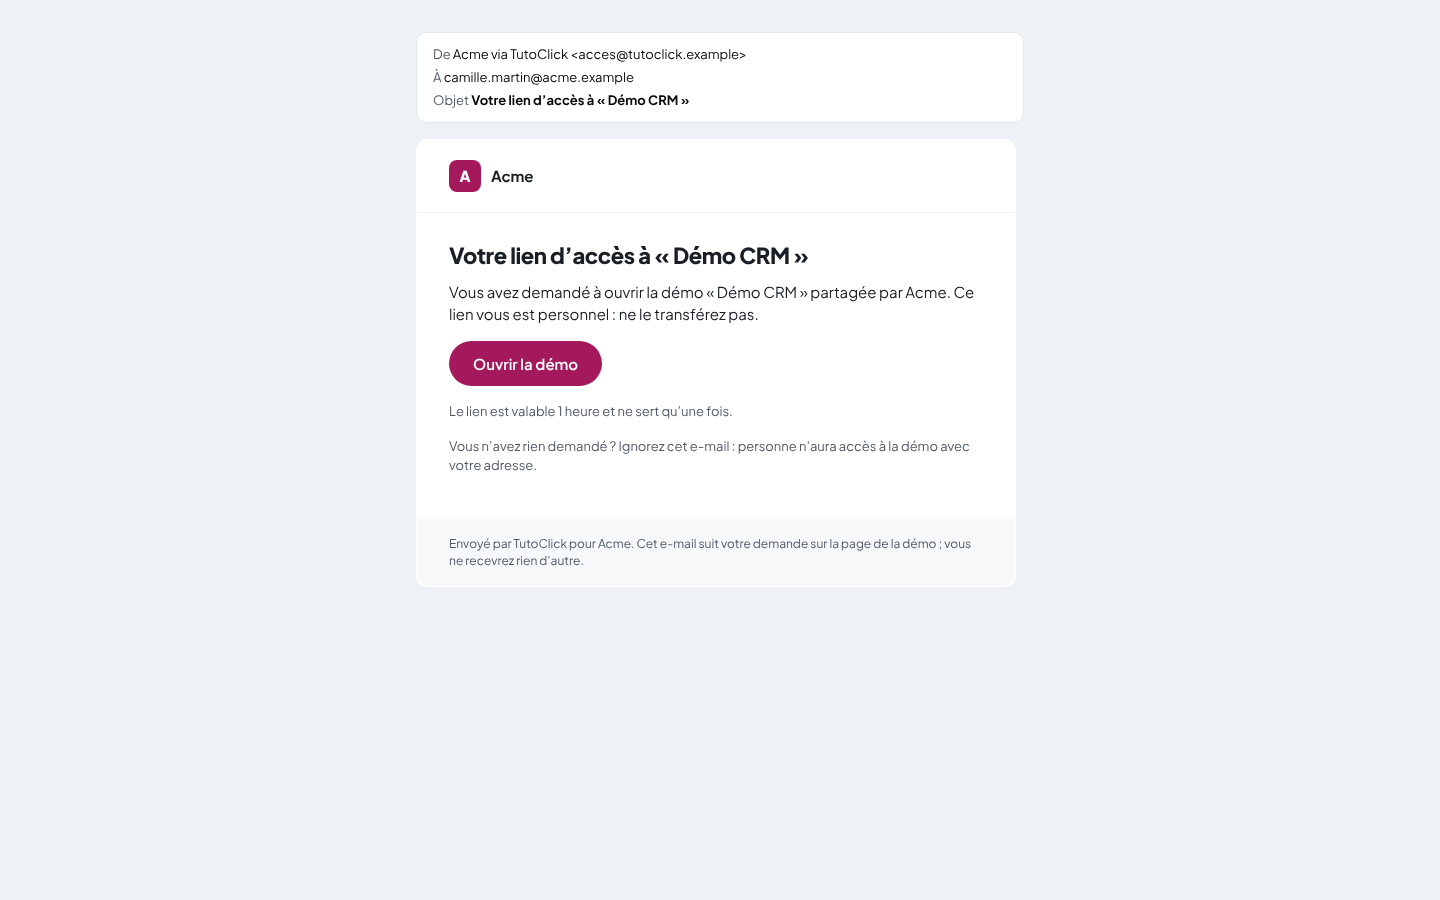 De Acme via TutoClick <acces@tutoclick.example>
À camille.martin@acme.example
Objet Votre lien d’accès à « Démo CRM »
A Acme
Votre lien d’accès à « Démo CRM »
Vous avez demandé à ouvrir la démo « Démo CRM » partagée par Acme. Ce
lien vous est personnel : ne le transférez pas.
Ouvrir la démo
Le lien est valable 1 heure et ne sert qu’une fois.
Vous n’avez rien demandé ? Ignorez cet e-mail : personne n’aura accès à la démo avec
votre adresse.
Envoyé par TutoClick pour Acme. Cet e-mail suit votre demande sur la page de la démo ; vous
ne recevrez rien d’autre.